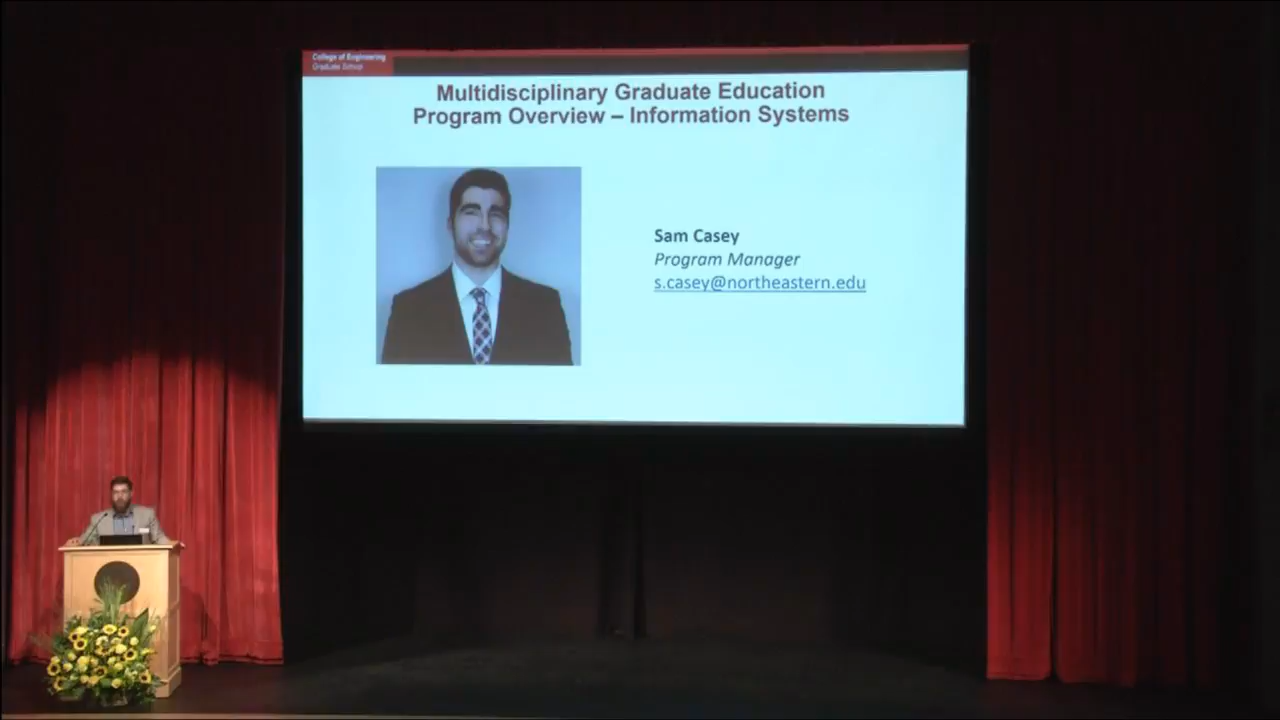 College of Engineering
Graduate School
Multidisciplinary Graduate Education
Program Overview – Information Systems
Sam Casey
Program Manager
s.casey@northeastern.edu